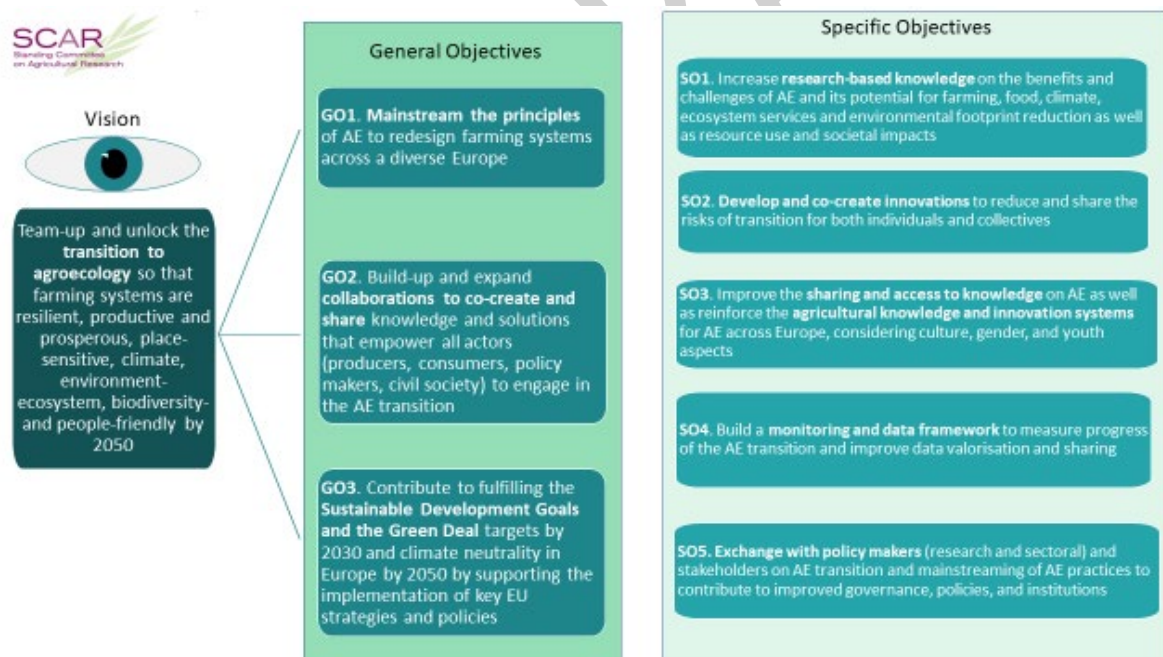 SCAR
Standing Committee
on Agricultural Research
Vision
Team-up and unlock the
transition to
agroecology so that
farming systems are
resilient, productive and
prosperous, place-
sensitive, climate,
environment-
ecosystem, biodiversity-
and people-friendly by
2050
General Objectives
GO1. Mainstream the principles
of AE to redesign farming systems
across a diverse Europe
GO2. Build-up and expand
collaborations to co-create and
share knowledge and solutions
that empower all actors
(producers, consumers, policy
makers, civil society) to engage in
the AE transition
GO3. Contribute to fulfilling the
Sustainable Development Goals
and the Green Deal targets by
2030 and climate neutrality in
Europe by 2050 by supporting the
implementation of key EU
strategies and policies
Specific Objectives
SO1. Increase research-based knowledge on the benefits and
challenges of AE and its potential for farming, food, climate,
ecosystem services and environmental footprint reduction as well
as resource use and societal impacts
SO2. Develop and co-create innovations to reduce and share the
risks of transition for both individuals and collectives
SO3. Improve the sharing and access to knowledge on AE as well
as reinforce the agricultural knowledge and innovation systems
for AE across Europe, considering culture, gender, and youth
aspects
SO4. Build a monitoring and data framework to measure progress
of the AE transition and improve data valorisation and sharing
SO5. Exchange with policy makers (research and sectoral) and
stakeholders on AE transition and mainstreaming of AE practices to
contribute to improved governance, policies, and institutions